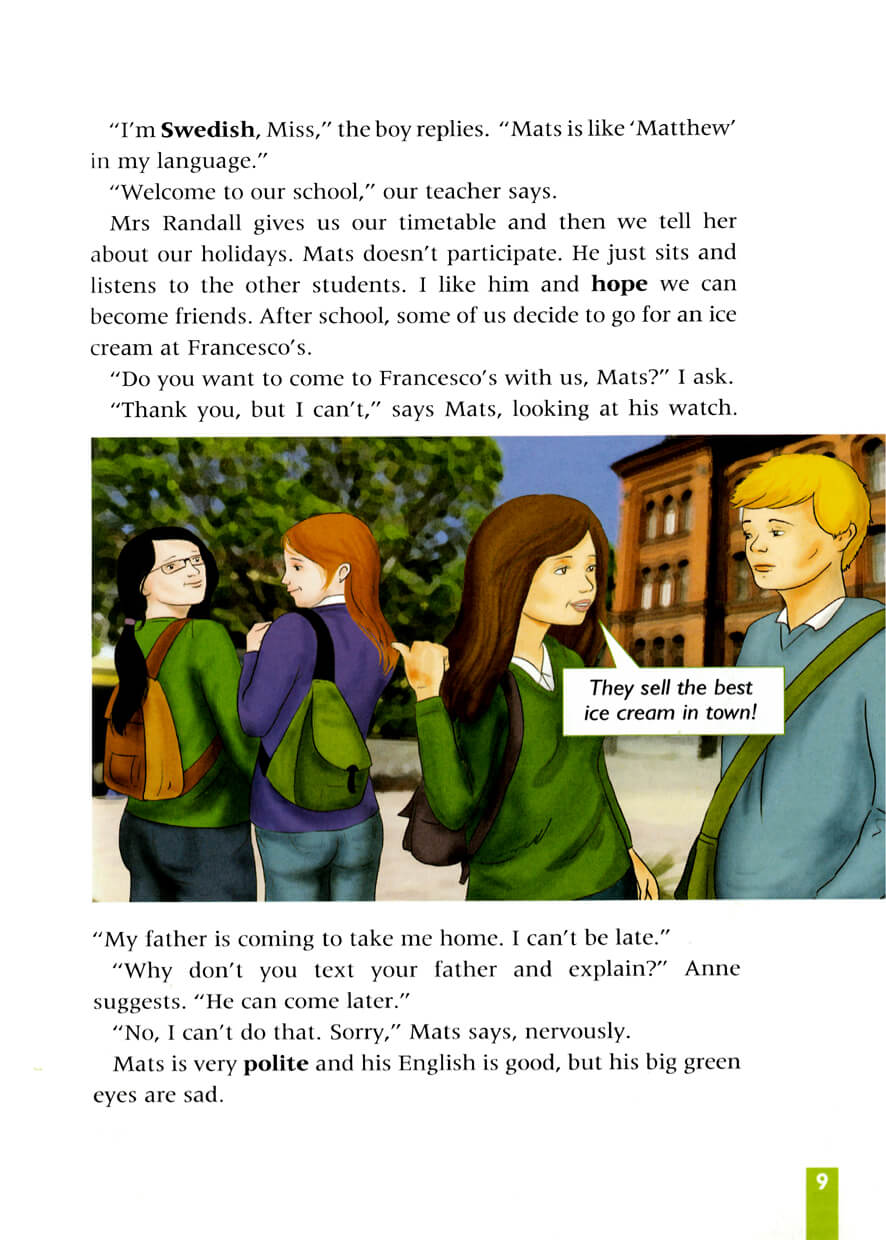 “I’m Swedish, Miss,” the boy replies. “Mats is like ‘Matthew’
in my language.”
“Welcome to our school,” our teacher says.
Mrs Randall gives us our timetable and then we tell her
about our holidays. Mats doesn’t participate. He just sits and
listens to the other students. I like him and hope we can
become friends. After school, some of us decide to go for an ice
cream at Francesco’s.
“Do you want to come to Francesco’s with us, Mats?” I ask.
“Thank you, but I can’t,” says Mats, looking at his watch.
They sell the best
ice cream in town!
“My father is coming to take me home. I can’t be late.”
“Why don’t you text your father and explain?” Anne
suggests. “He can come later.”
“No, I can’t do that. Sorry,” Mats says, nervously.
Mats is very polite and his English is good, but his big green
eyes are sad.
9